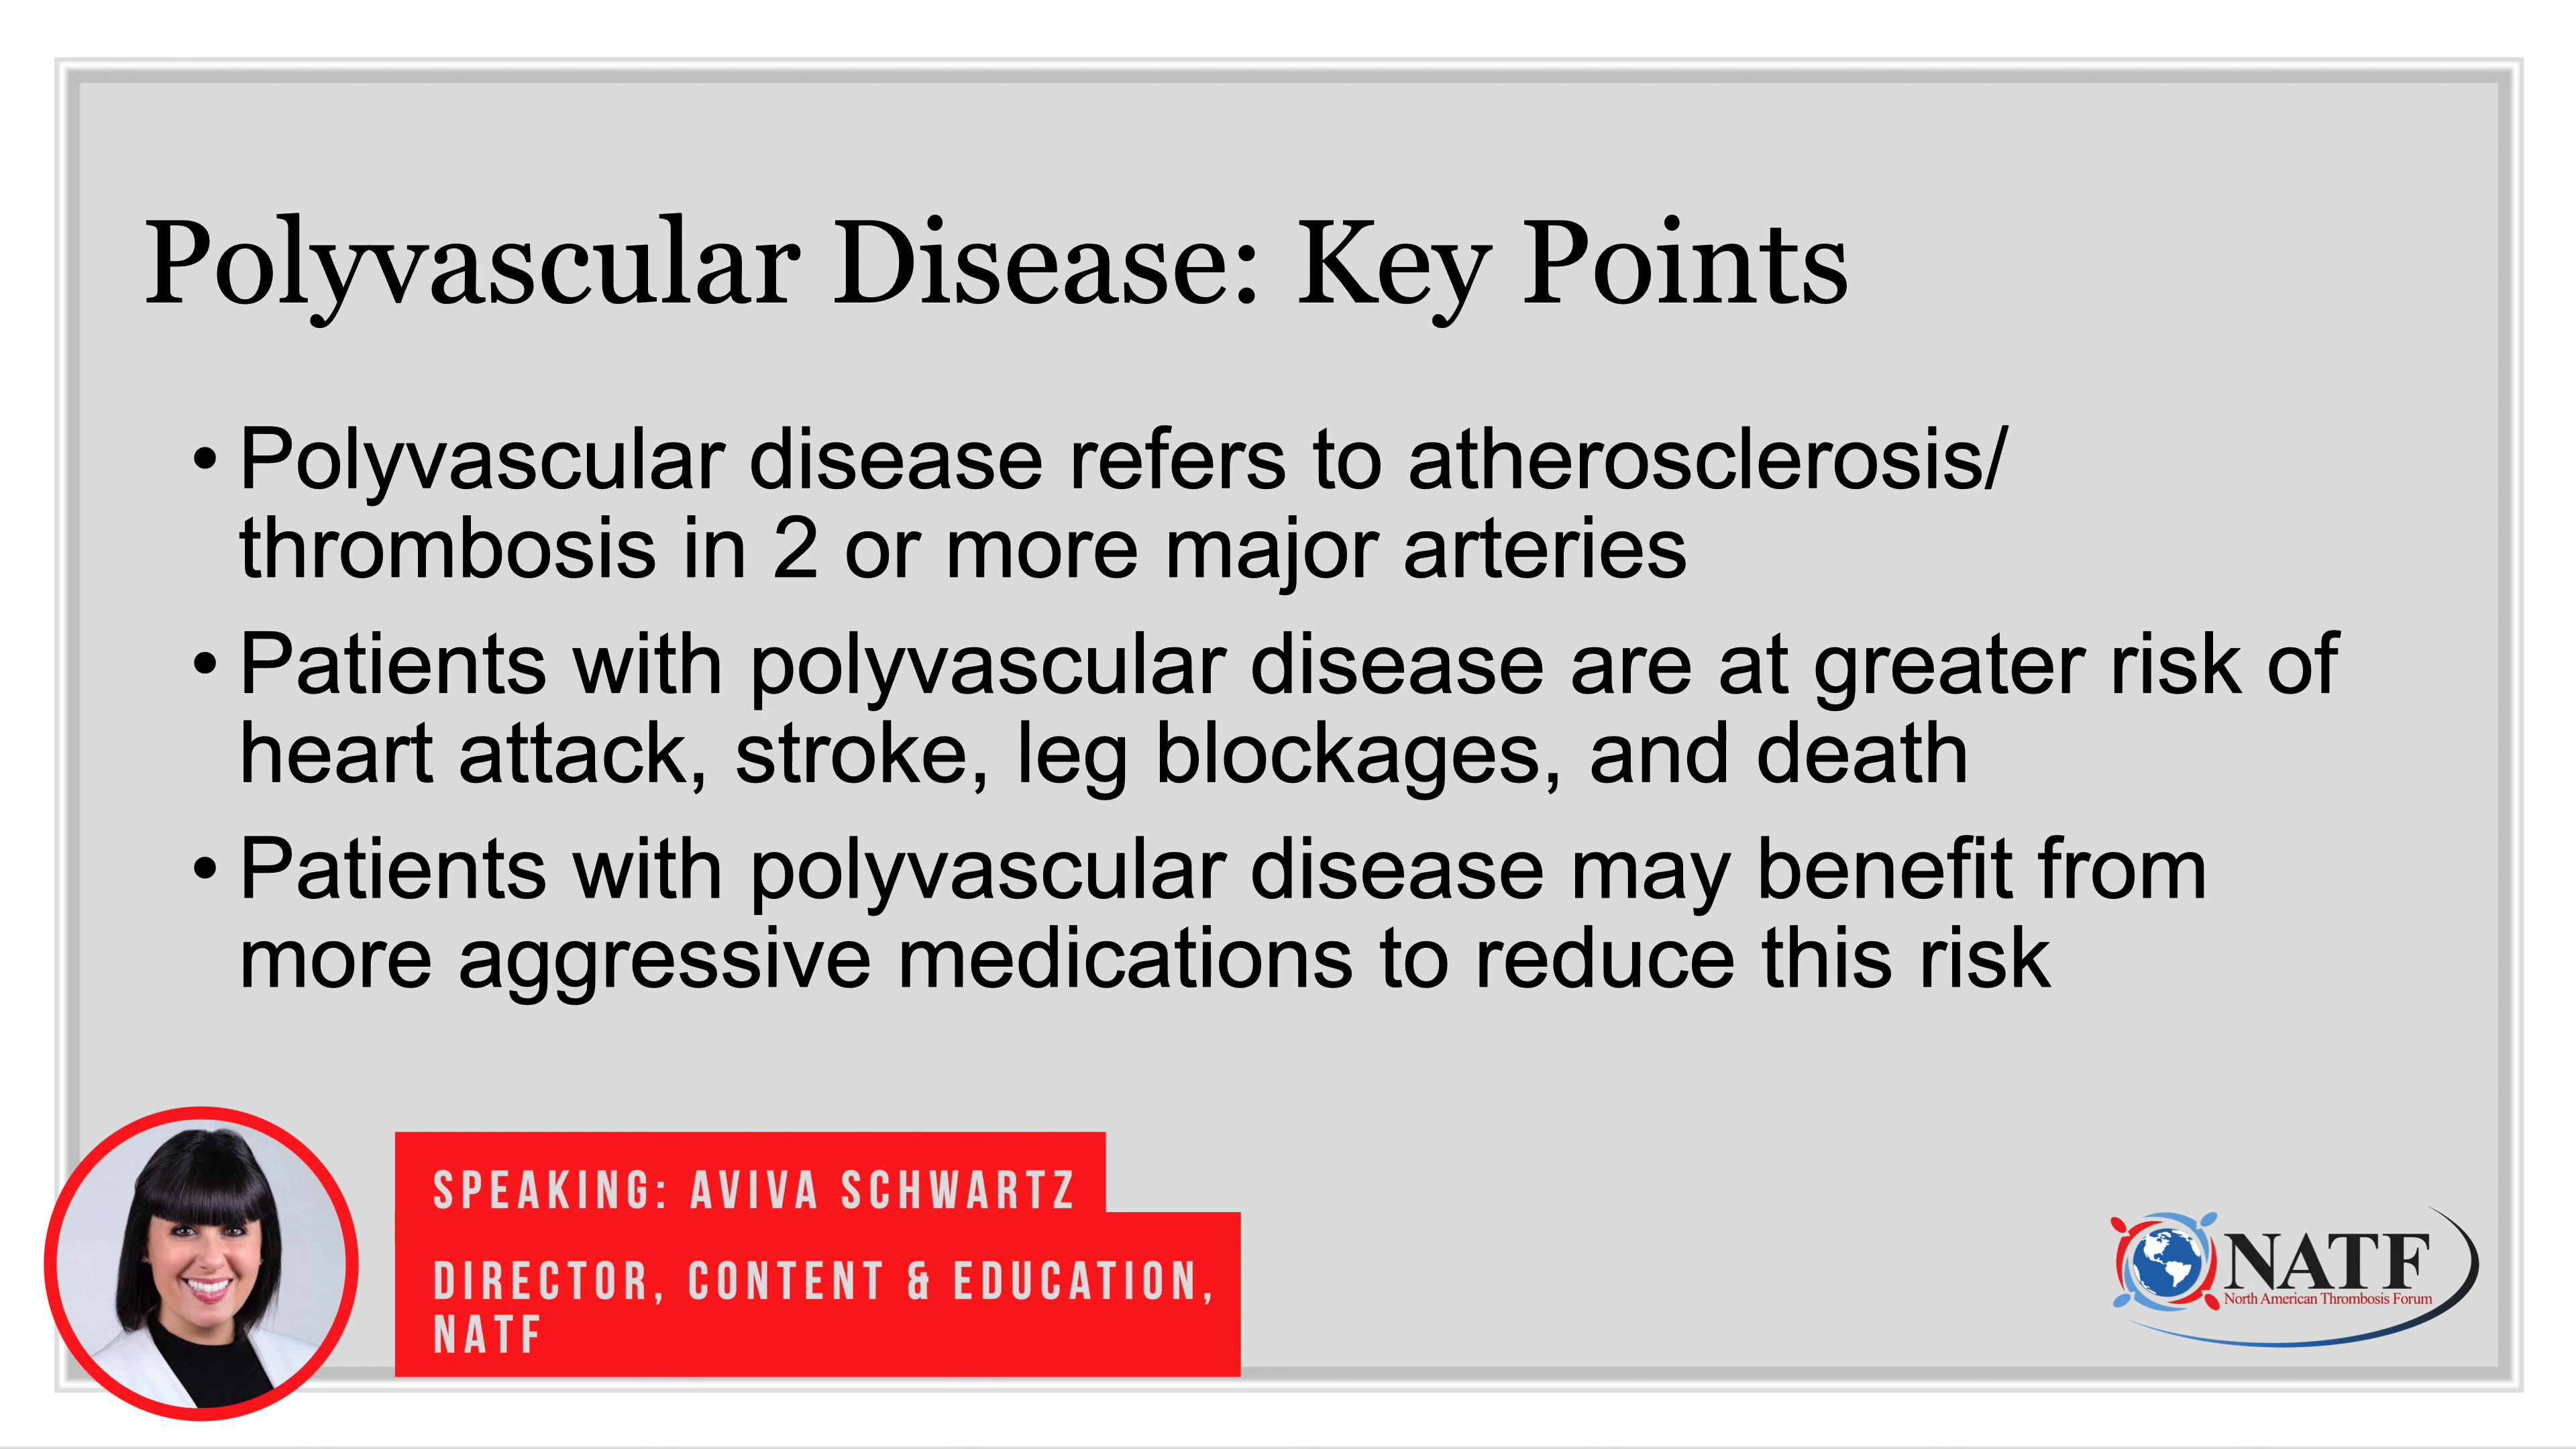 Polyvascular Disease: Key Points
• Polyvascular disease refers to atherosclerosis/
thrombosis in 2 or more major arteries
• Patients with polyvascular disease are at greater risk of
heart attack, stroke, leg blockages, and death
• Patients with polyvascular disease may benefit from
more aggressive medications to reduce this risk
SPEAKING: AVIVA SCHWARTZ
DIRECTOR, CONTENT & EDUCATION,
NATF
NATF
North American Thrombosis Forum